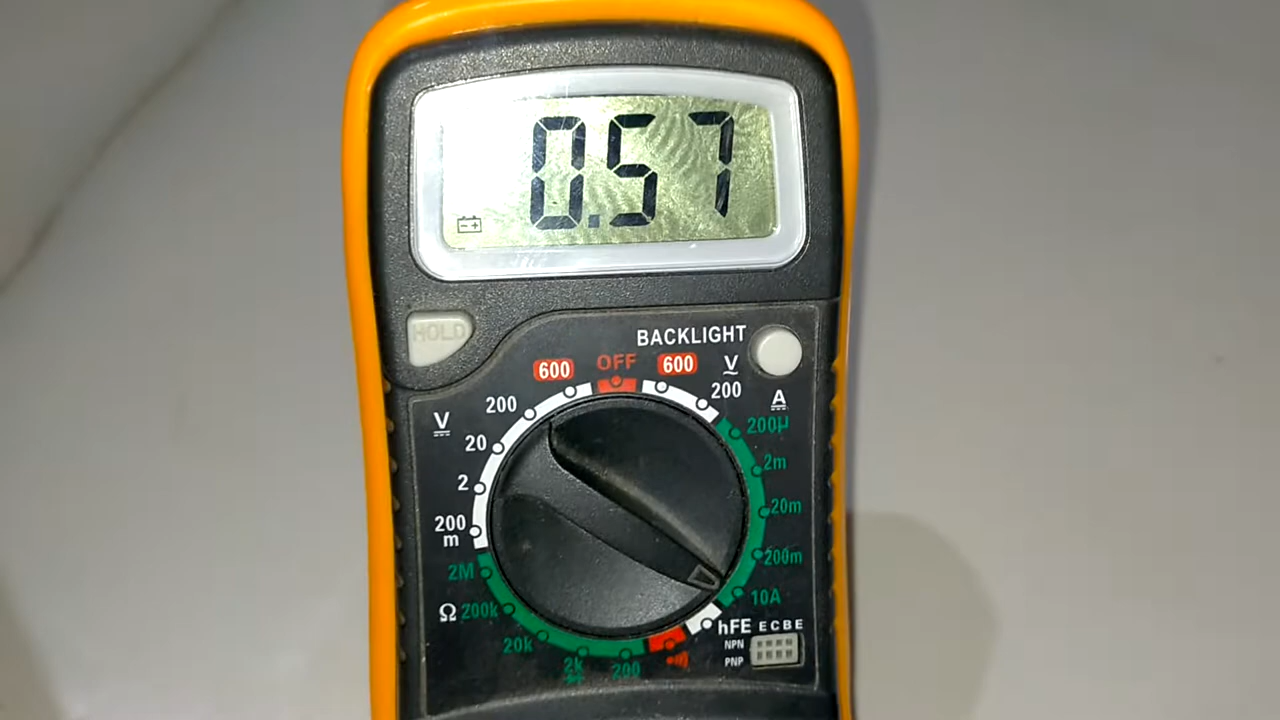 0.57
HOLD
BACKLIGHT
600 OFF 600 V
200 200
V A
200µ
20 2m
2 20m
200
m
200m
2M
10A
Ω 200k
hFE E C B E
20k NPN
2k 200 PNP